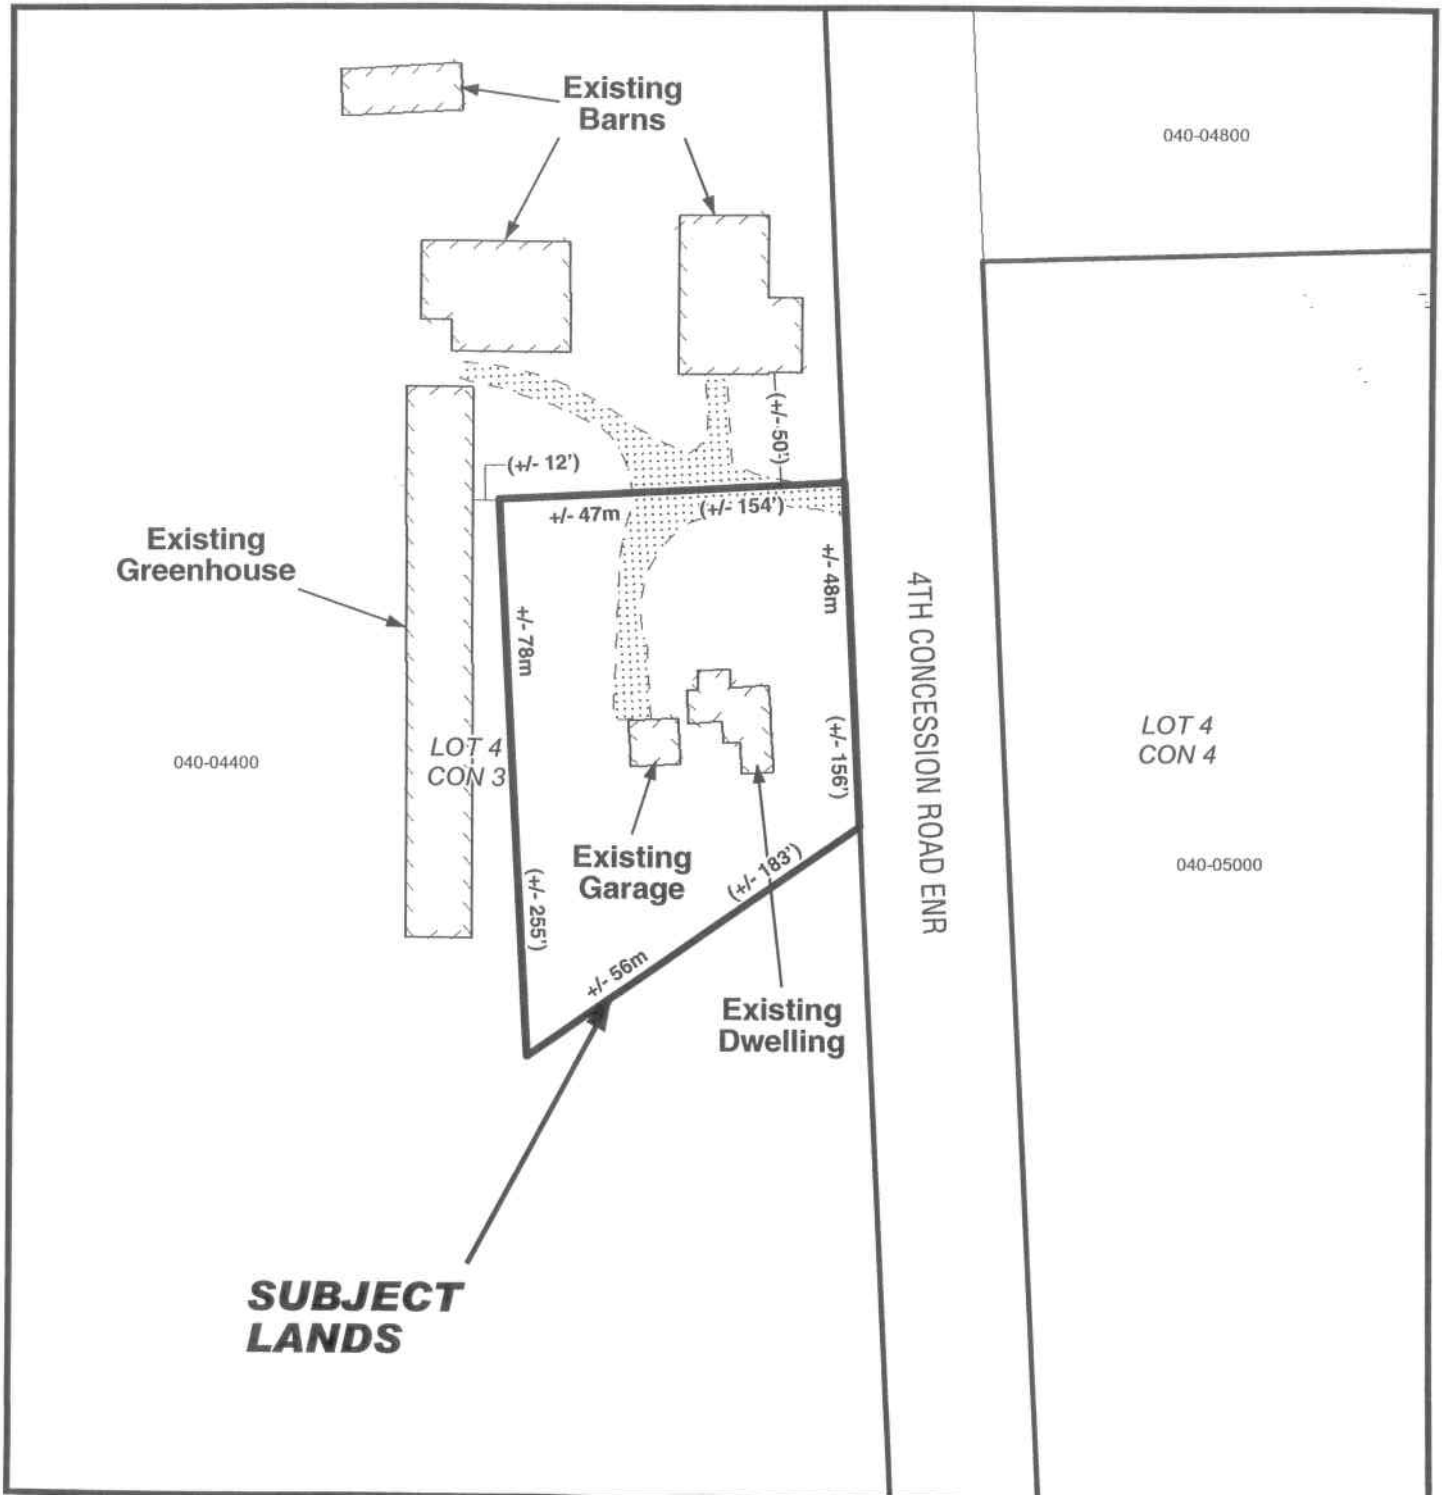 Existing
Barns
040-04800
(+/- 50')
(+/- 12')
+/- 47m
(+/- 154')
Existing
Greenhouse
+/- 48m
+/- 78m
4TH CONCESSION ROAD ENR
LOT 4
CON 3
040-04400
(+/- 156')
LOT 4
CON 4
040-05000
Existing
Garage
(+/- 183')
(+/- 255')
+/- 56m
Existing
Dwelling
SUBJECT
LANDS